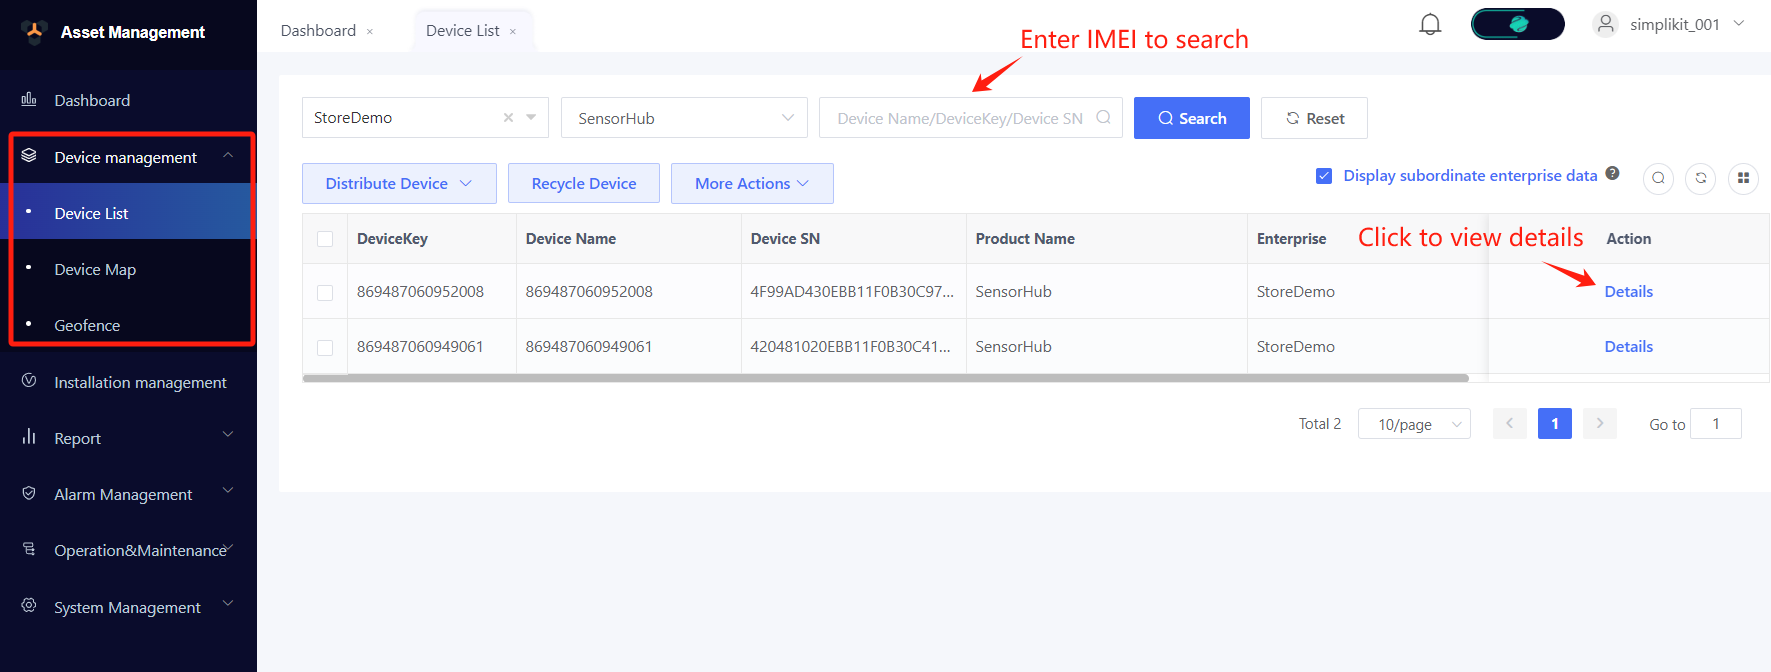 Asset Management
Dashboard
Device management
Device List
Device Map
Geofence
Installation management
Report
Alarm Management
Operation&Maintenance
System Management
Dashboard ×
Device List ×
simplikit_001
Enter IMEI to search
StoreDemo
SensorHub
Device Name/DeviceKey/Device SN
Search
Reset
Distribute Device
Recycle Device
More Actions
Display subordinate enterprise data ?
Click to view details
DeviceKey Device Name Device SN Product Name Enterprise Action
869487060952008 869487060952008 4F99AD430EBB11F0B30C97... SensorHub StoreDemo Details
869487060949061 869487060949061 420481020EBB11F0B30C41... SensorHub StoreDemo Details
Total 2 10/page < 1 > Go to 1